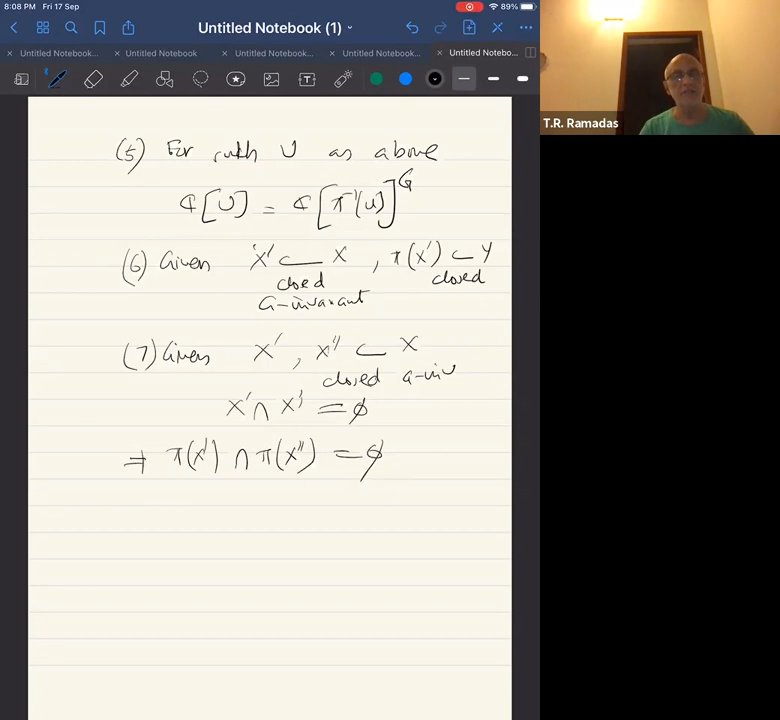 8:08 PM Fri 17 Sep
89%
Untitled Notebook (1)
Untitled Notebook...
Untitled Notebook
Untitled Notebook...
Untitled Notebook...
Untitled Notebo...
T.R. Ramadas
(5) For such U as above
ℂ[U] = ℂ[π⁻¹(U)]^G
(6) Given X' ⊂ X , π(X') ⊂ Y
closed closed
G-invariant
(7) Given X' , X'' ⊂ X
closed G-inv
X' ∩ X' = φ
⇒ π(X') ∩ π(X'') = φ